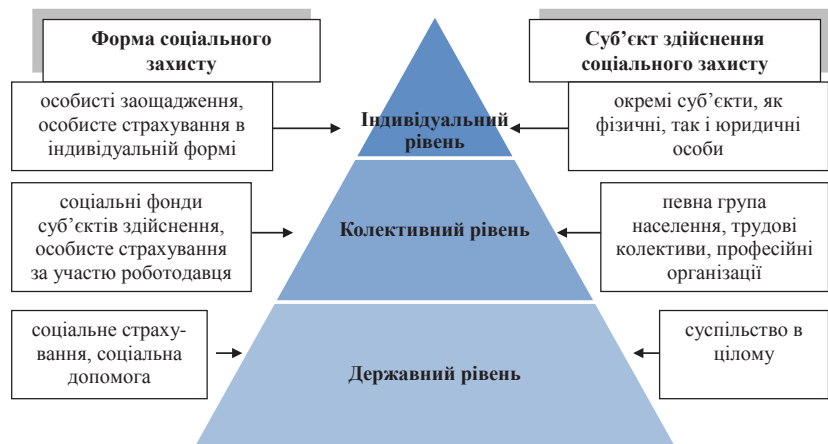 Форма соціального
захисту
Суб’єкт здійснення
соціального захисту
особисті заощадження,
особисте страхування в
індивідуальній формі
Індивідуальний
рівень
окремі суб’єкти, як
фізичні, так і юридичні
особи
соціальні фонди
суб’єктів здійснення,
особисте страхування
за участю роботодавця
Колективний рівень
певна група
населення, трудові
колективи, професійні
організації
соціальне страху-
вання, соціальна
допомога
Державний рівень
суспільство в
цілому